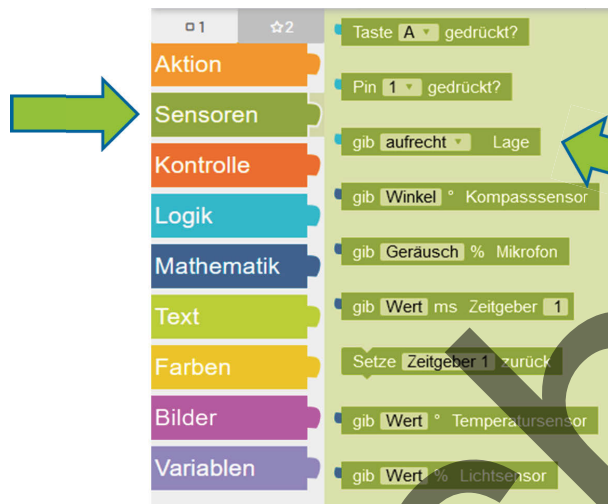 1 2
Aktion
Sensoren
Kontrolle
Logik
Mathematik
Text
Farben
Bilder
Variablen
Taste A gedrückt?
Pin 1 gedrückt?
gib aufrecht Lage
gib Winkel ° Kompasssensor
gib Geräusch % Mikrofon
gib Wert ms Zeitgeber 1
Setze Zeitgeber 1 zurück
gib Wert ° Temperatursensor
gib Wert % Lichtsensor